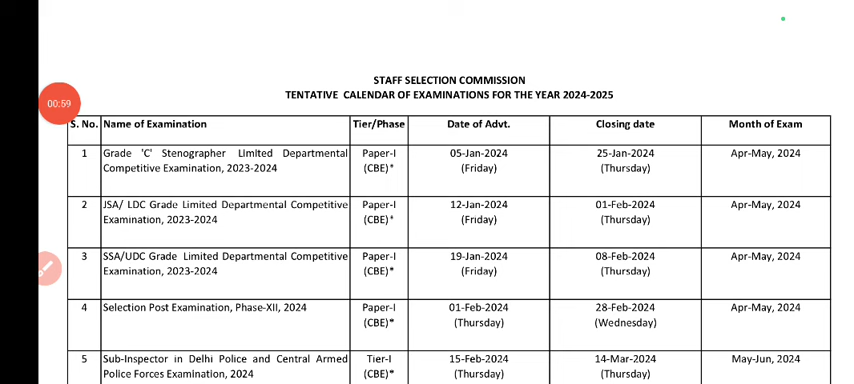 STAFF SELECTION COMMISSION
TENTATIVE CALENDAR OF EXAMINATIONS FOR THE YEAR 2024-2025
00:59
S. No. Name of Examination Tier/Phase Date of Advt. Closing date Month of Exam
1 Grade 'C' Stenographer Limited Departmental Paper-I 05-Jan-2024 25-Jan-2024 Apr-May, 2024
Competitive Examination, 2023-2024 (CBE)* (Friday) (Thursday)
2 JSA/ LDC Grade Limited Departmental Competitive Paper-I 12-Jan-2024 01-Feb-2024 Apr-May, 2024
Examination, 2023-2024 (CBE)* (Friday) (Thursday)
3 SSA/UDC Grade Limited Departmental Competitive Paper-I 19-Jan-2024 08-Feb-2024 Apr-May, 2024
Examination, 2023-2024 (CBE)* (Friday) (Thursday)
4 Selection Post Examination, Phase-XII, 2024 Paper-I 01-Feb-2024 28-Feb-2024 Apr-May, 2024
(CBE)* (Thursday) (Wednesday)
5 Sub-Inspector in Delhi Police and Central Armed Tier-I 15-Feb-2024 14-Mar-2024 May-Jun, 2024
Police Forces Examination, 2024 (CBE)* (Thursday) (Thursday)